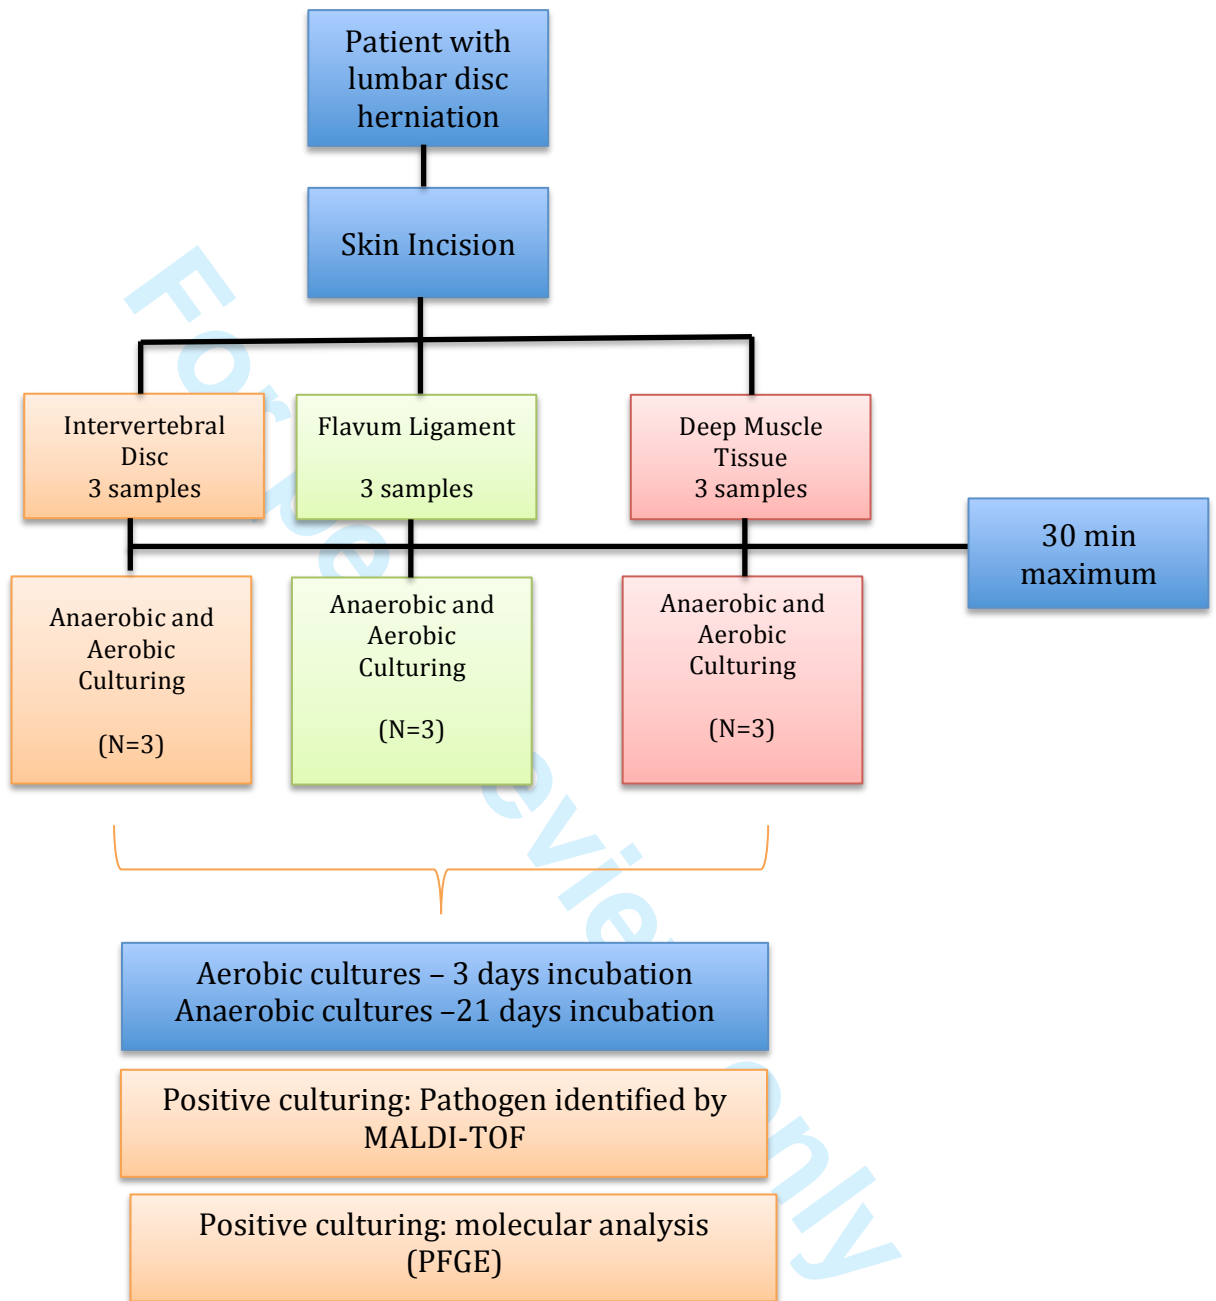 Patient with
lumbar disc
herniation
Skin Incision
Intervertebral
Disc
3 samples
Flavum Ligament
3 samples
Deep Muscle
Tissue
3 samples
30 min
maximum
Anaerobic and
Aerobic
Culturing
(N=3)
Anaerobic and
Aerobic
Culturing
(N=3)
Anaerobic and
Aerobic
Culturing
(N=3)
Aerobic cultures – 3 days incubation
Anaerobic cultures –21 days incubation
Positive culturing: Pathogen identified by
MALDI-TOF
Positive culturing: molecular analysis
(PFGE)
For peer review only